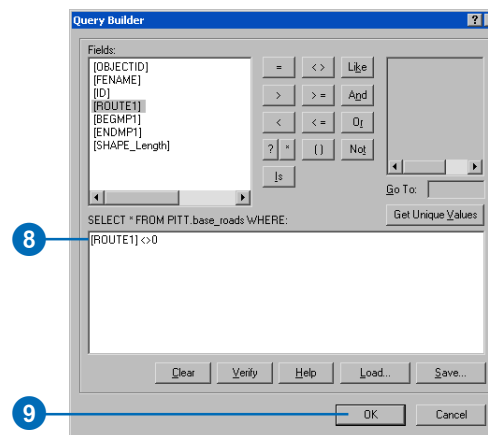 Query Builder
?
Fields:
[OBJECTID]
[FENAME]
[ID]
[ROUTE1]
[BEGMP1]
[ENDMP1]
[SHAPE_Length]
= <> Like
> >= And
< <= Or
? * () Not
Is
Go To:
Get Unique Values
SELECT * FROM PITT.base_roads WHERE:
8
[ROUTE1] <>0
Clear Verify Help Load... Save...
9
OK Cancel